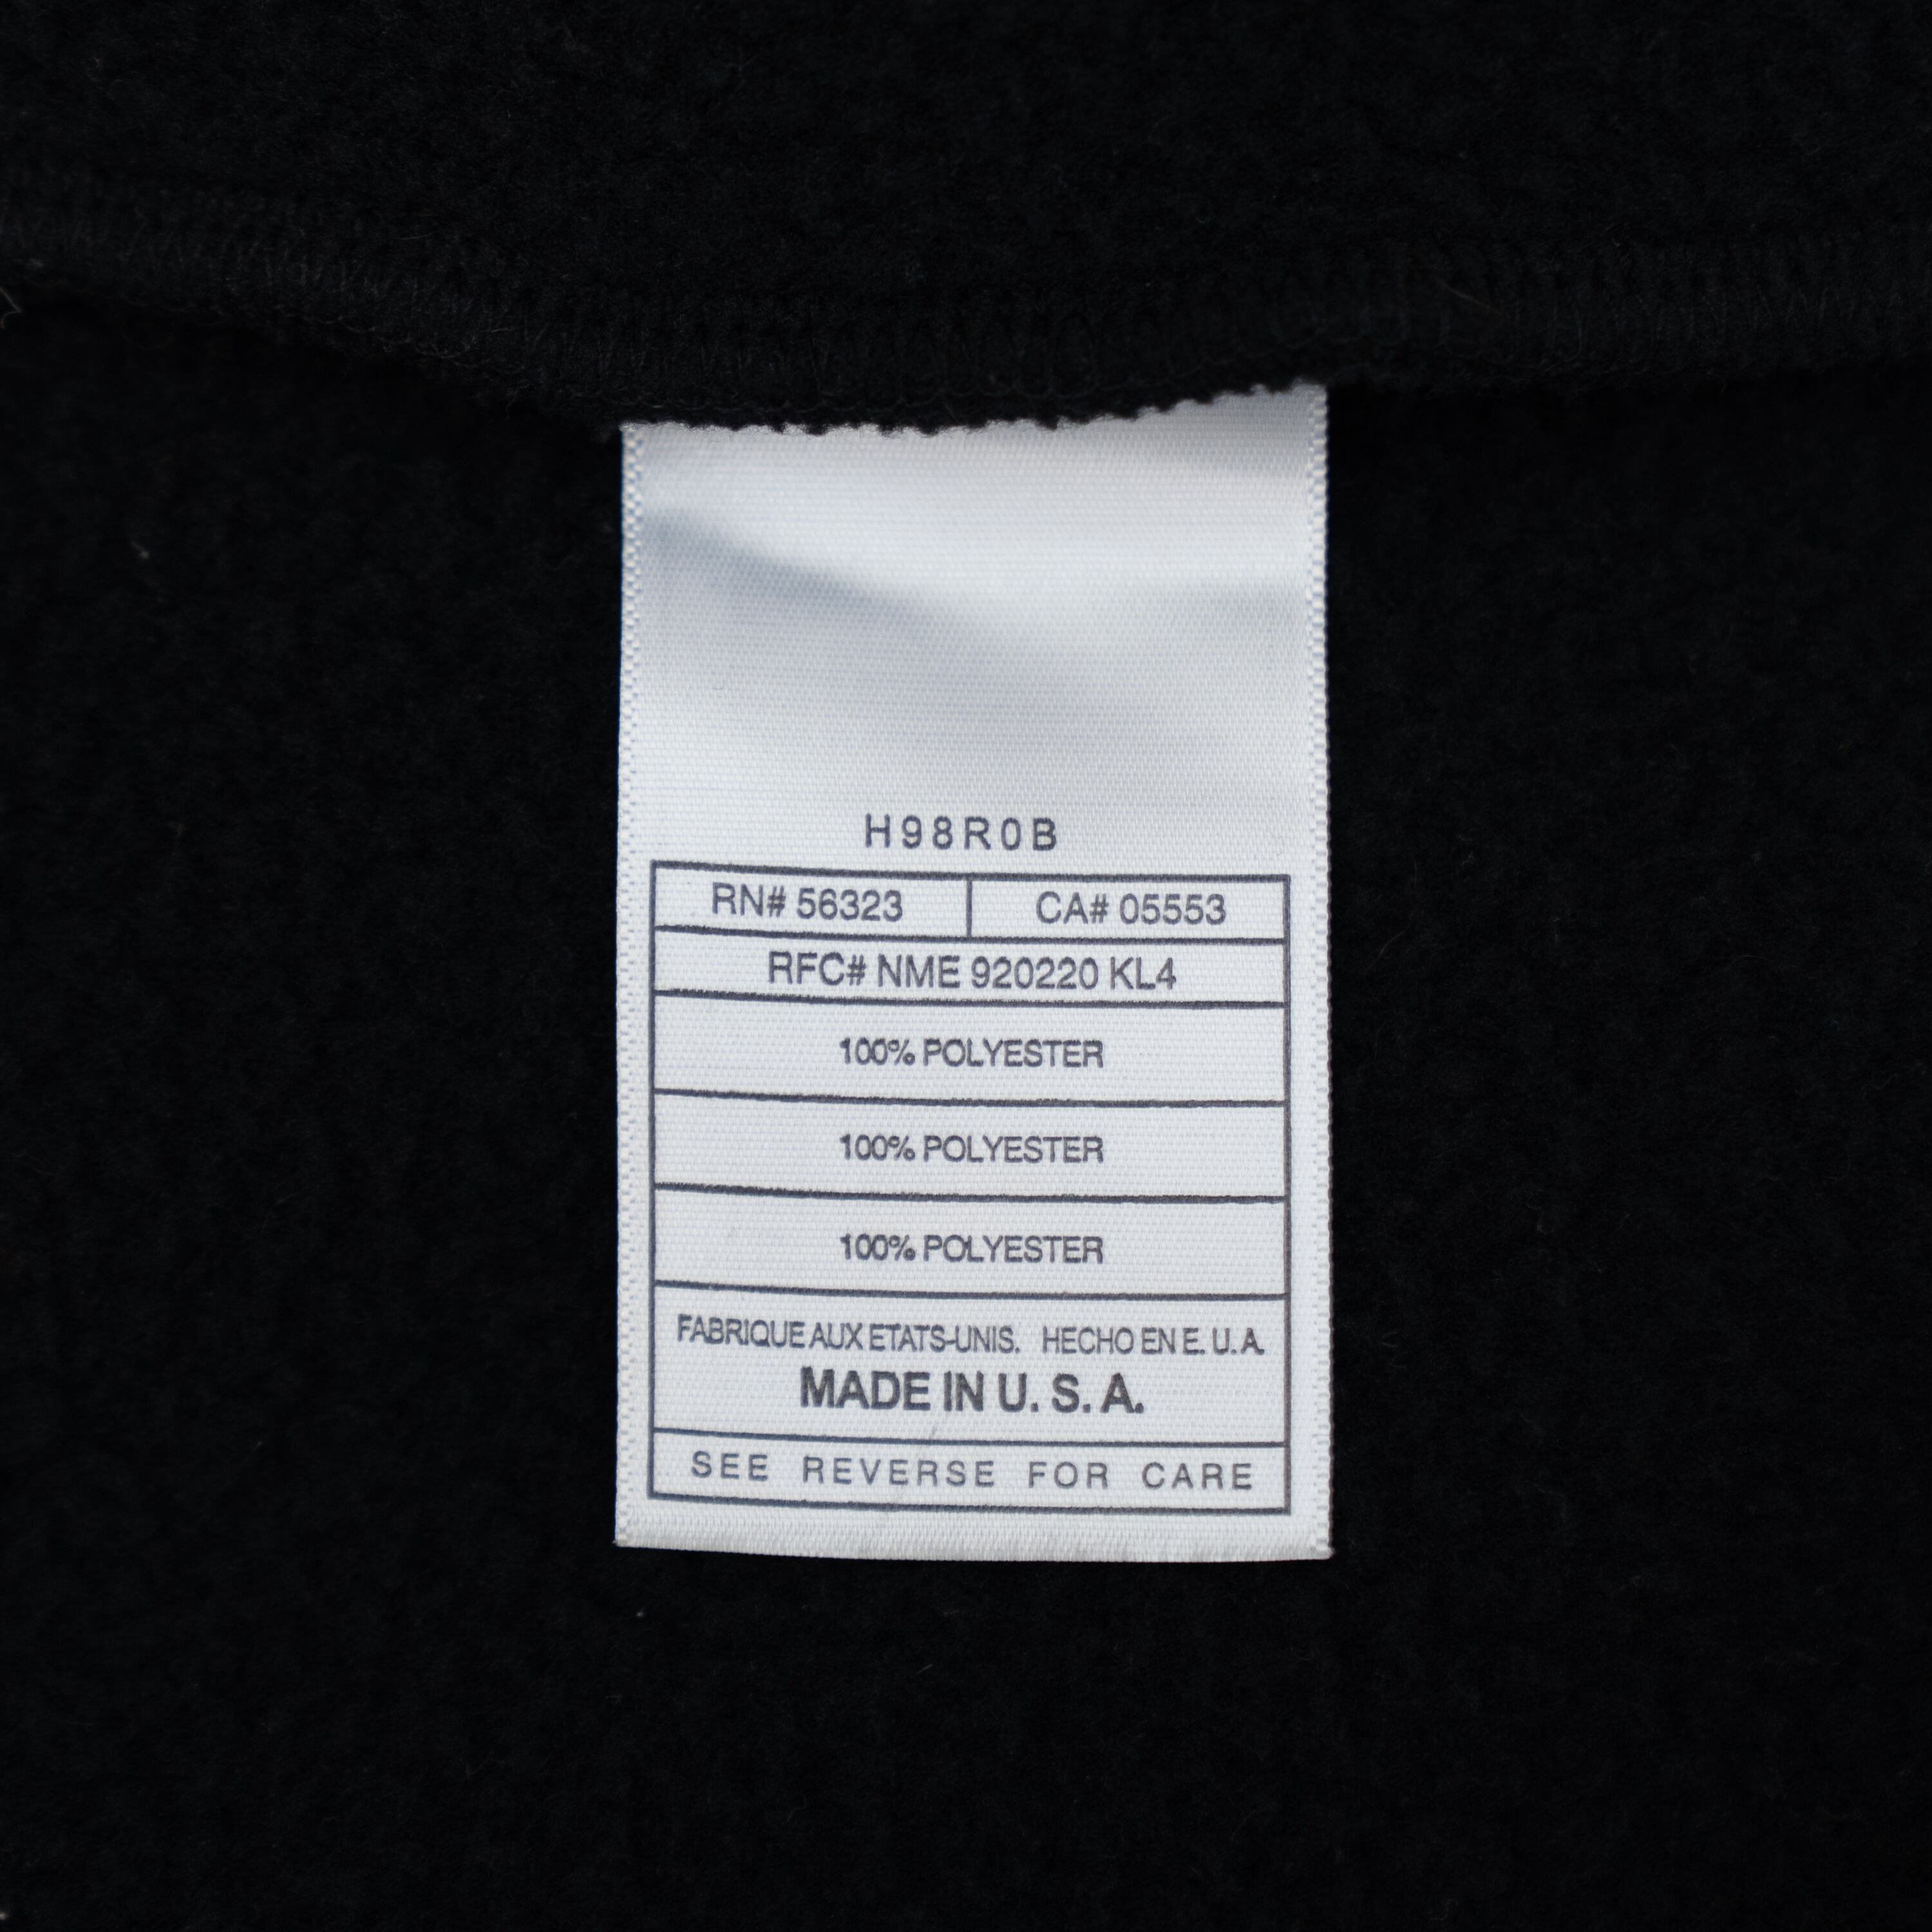 H98R0B
RN# 56323 CA# 05553
RFC# NME 920220 KL4
100% POLYESTER
100% POLYESTER
100% POLYESTER
FABRIQUE AUX ETATS-UNIS. HECHO EN E. U. A.
MADE IN U. S. A.
SEE REVERSE FOR CARE